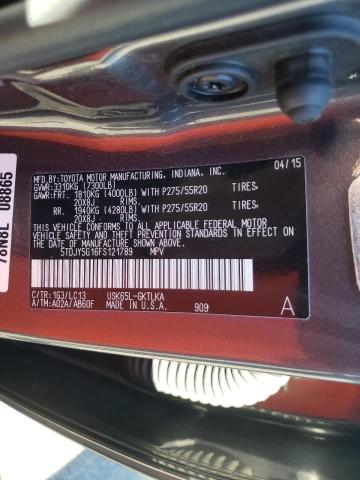 MFD.BY:TOYOTA MOTOR MANUFACTURING, INDIANA, INC. 04/15
GVWR:3310KG (7300LB)
GAWR:FRT. 1810KG (4000LB) WITH P275/55R20 TIRES,
20X8J RIMS,
RR. 1940KG (4280LB) WITH P275/55R20 TIRES,
20X8J RIMS,
THIS VEHICLE CONFORMS TO ALL APPLICABLE FEDERAL MOTOR
VEHICLE SAFETY, AND THEFT PREVENTION STANDARDS IN EFFECT
ON THE DATE OF MANUFACTURE SHOWN ABOVE.
5TDJY5G16FS121789 MPV
C/TR:1G3/LC13 USK65L-GKTLKA
A/TM:A02A/AB60F MADE IN U.S.A. 909 A
78N6L 08865